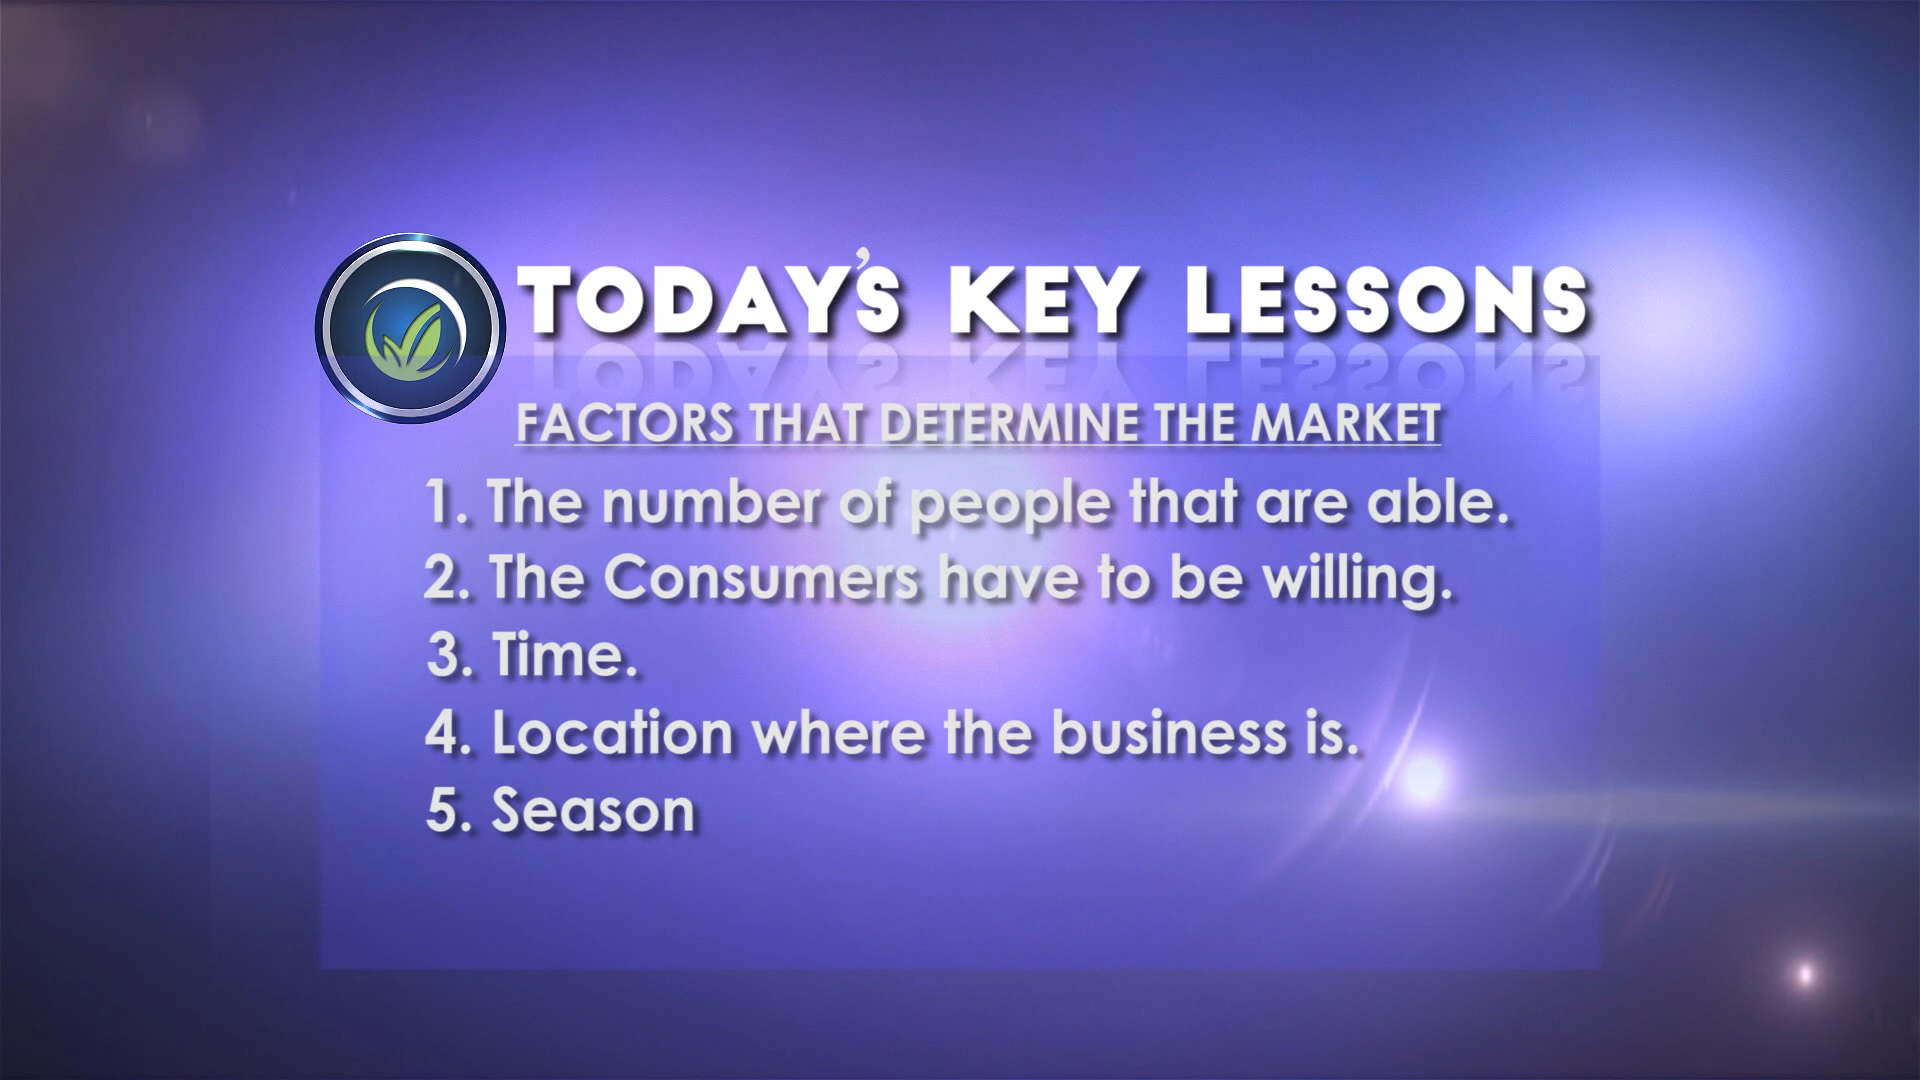 TODAY'S KEY LESSONS
FACTORS THAT DETERMINE THE MARKET
1. The number of people that are able.
2. The Consumers have to be willing.
3. Time.
4. Location where the business is.
5. Season